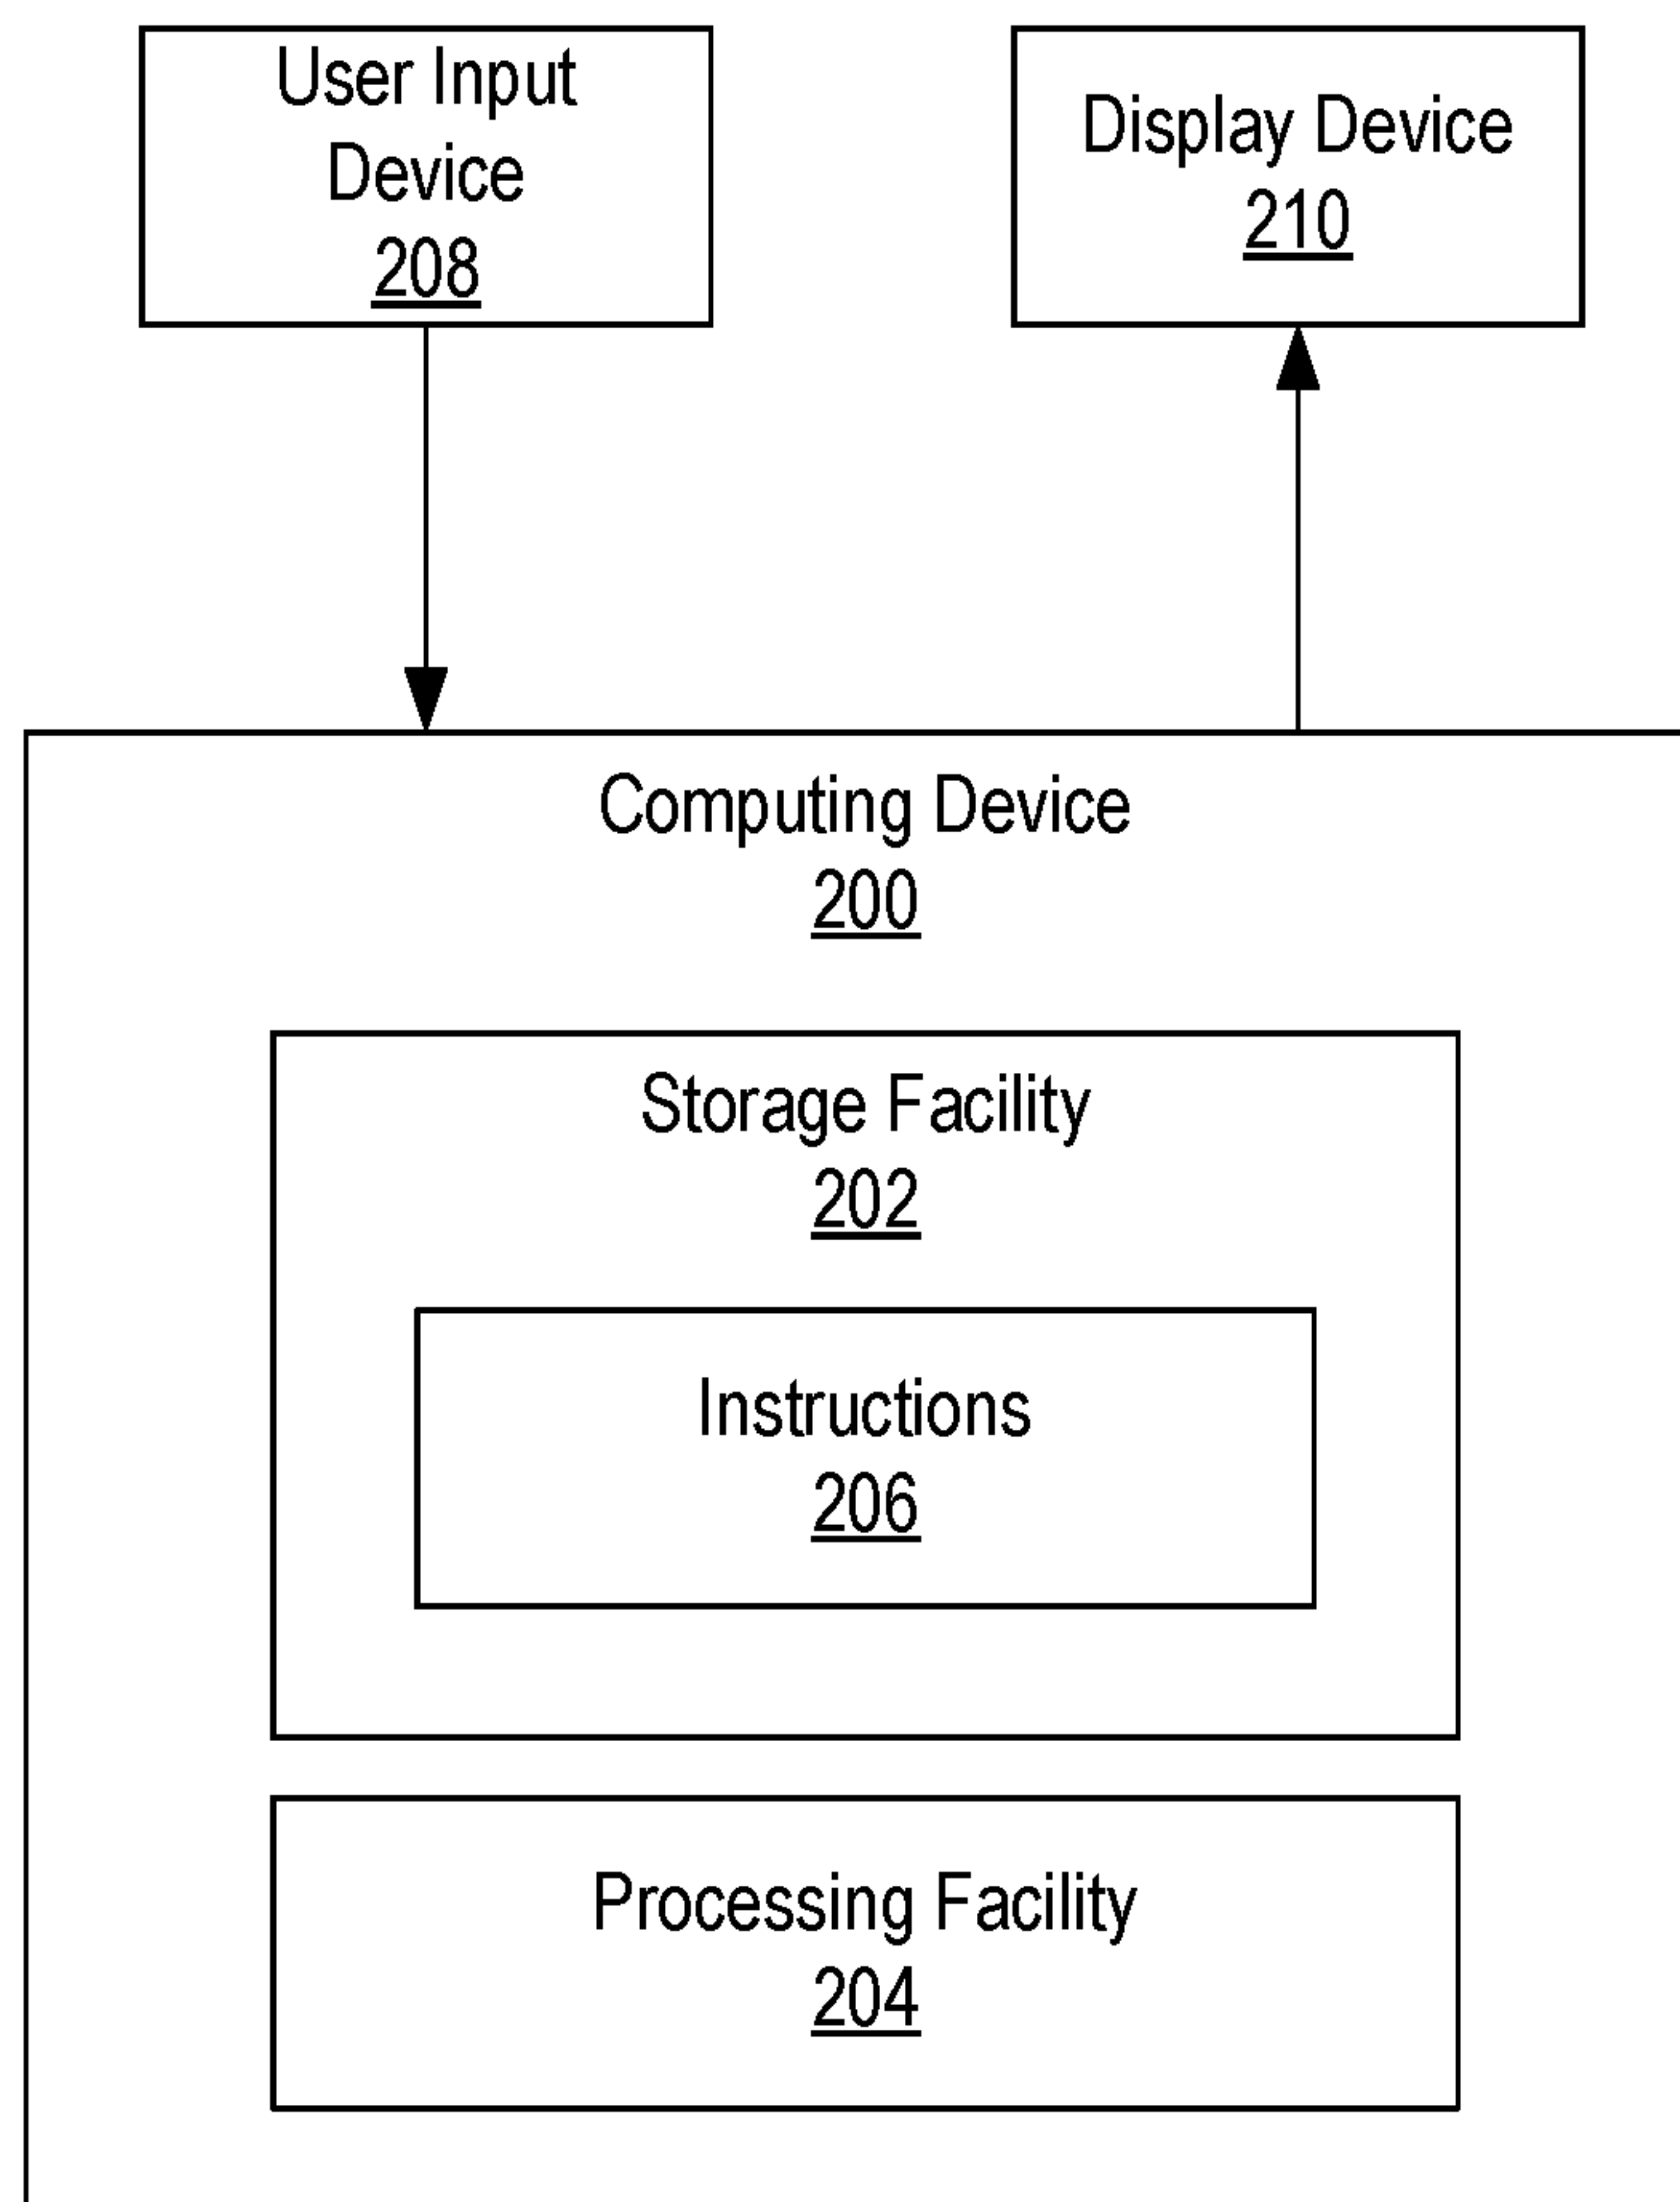 User Input
Device
208
Display Device
210
Computing Device
200
Storage Facility
202
Instructions
206
Processing Facility
204